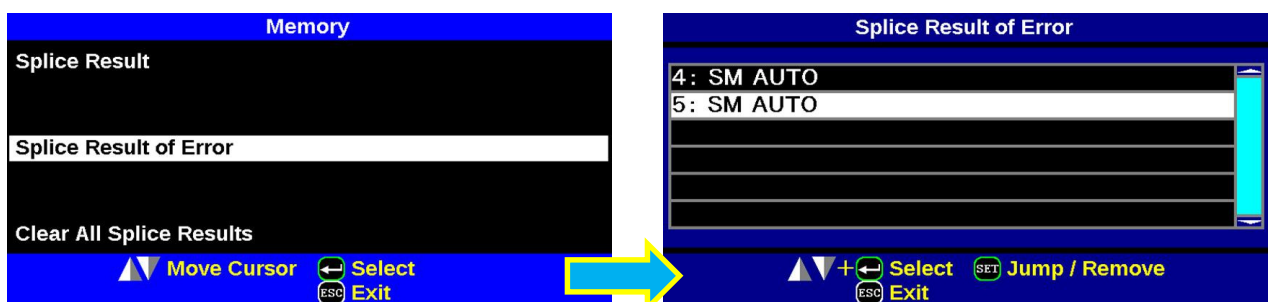 Memory
Splice Result
Splice Result of Error
Clear All Splice Results
Move Cursor Select
ESC Exit
Splice Result of Error
4: SM AUTO
5: SM AUTO
+ Select SET Jump / Remove
ESC Exit